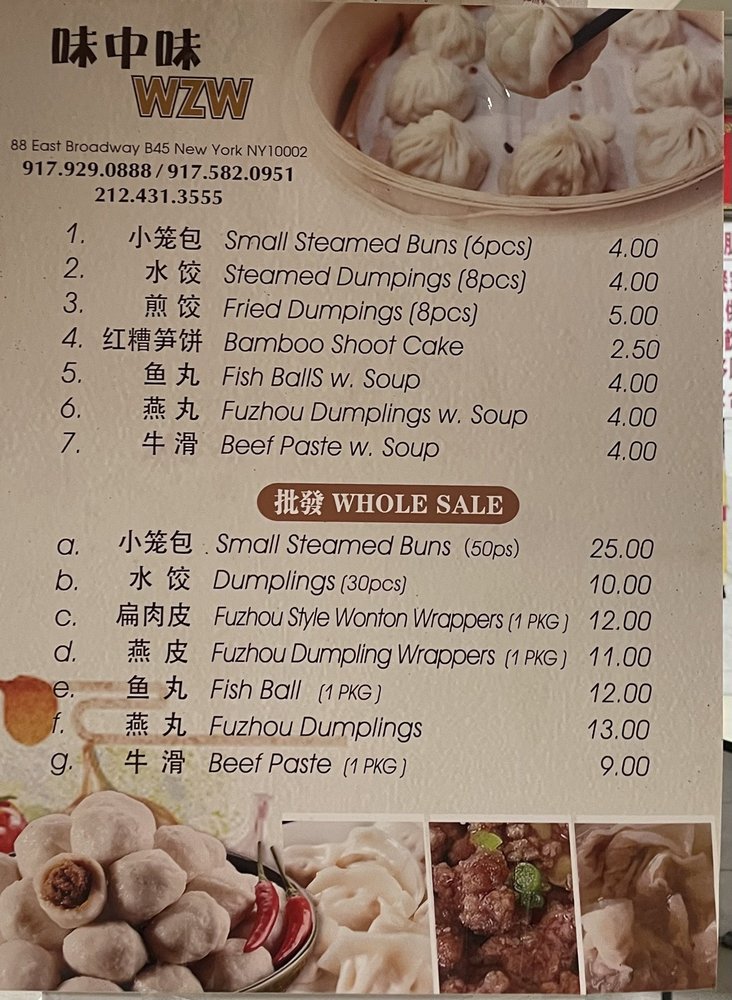 味中味
WZW
88 East Broadway B45 New York NY10002
917.929.0888 / 917.582.0951
212.431.3555
1. 小笼包 Small Steamed Buns (6pcs) 4.00
2. 水饺 Steamed Dumpings (8pcs) 4.00
3. 煎饺 Fried Dumpings (8pcs) 5.00
4. 红糟笋饼 Bamboo Shoot Cake 2.50
5. 鱼丸 Fish BallS w. Soup 4.00
6. 燕丸 Fuzhou Dumplings w. Soup 4.00
7. 牛滑 Beef Paste w. Soup 4.00
批發 WHOLE SALE
a. 小笼包 Small Steamed Buns (50ps) 25.00
b. 水饺 Dumplings (30pcs) 10.00
c. 扁肉皮 Fuzhou Style Wonton Wrappers (1 PKG) 12.00
d. 燕皮 Fuzhou Dumpling Wrappers (1 PKG) 11.00
e. 鱼丸 Fish Ball (1 PKG) 12.00
f. 燕丸 Fuzhou Dumplings 13.00
g. 牛滑 Beef Paste (1 PKG) 9.00